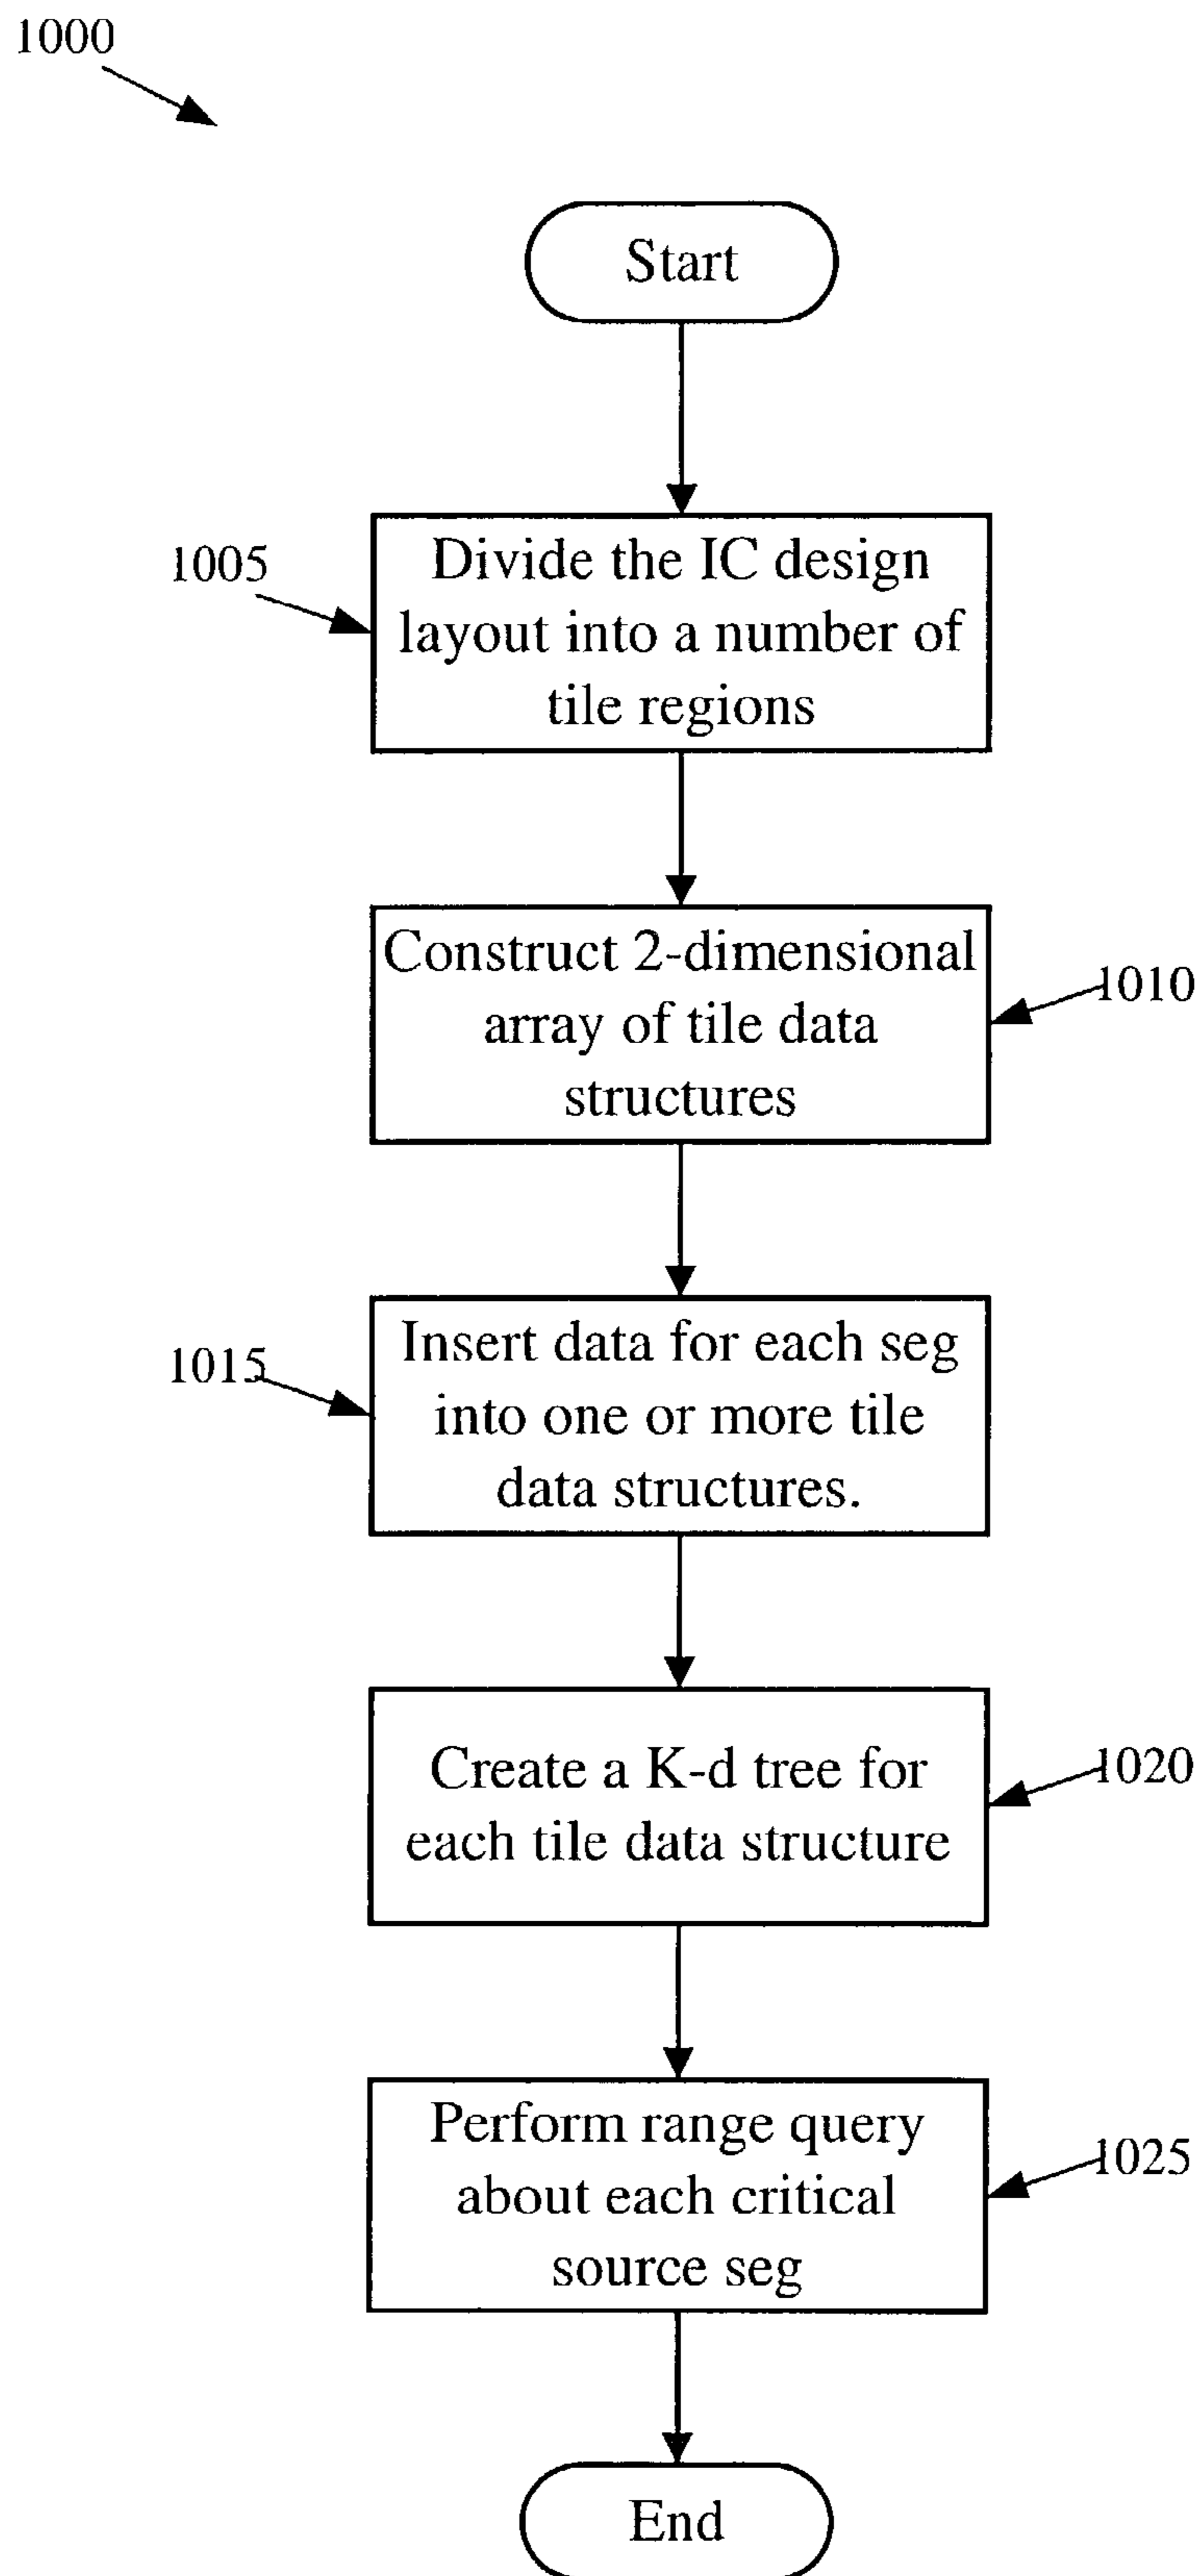 1000
Start
1005
Divide the IC design
layout into a number of
tile regions
Construct 2-dimensional
array of tile data
structures
1010
1015
Insert data for each seg
into one or more tile
data structures.
Create a K-d tree for
each tile data structure
1020
Perform range query
about each critical
source seg
1025
End